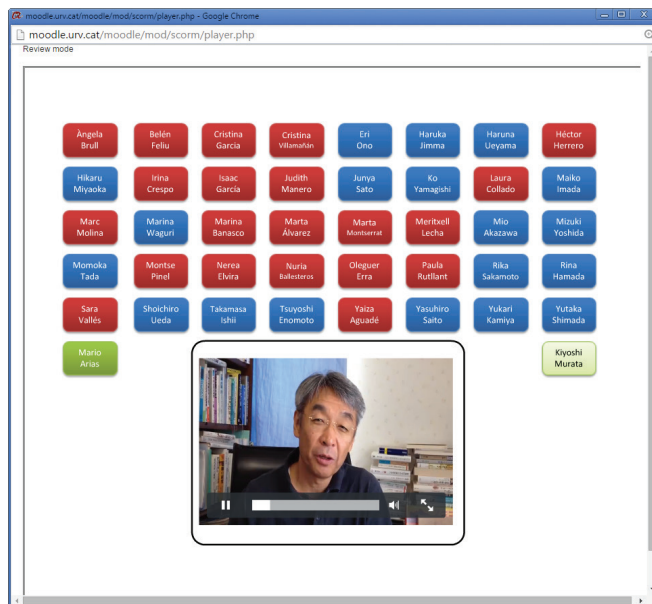 moodle.urv.cat/moodle/mod/scorm/player.php - Google Chrome
moodle.urv.cat/moodle/mod/scorm/player.php
Review mode
Àngela Brull
Belén Feliu
Cristina Garcia
Cristina Villamañán
Eri Ono
Haruka Jimma
Haruna Ueyama
Héctor Herrero
Hikaru Miyaoka
Irina Crespo
Isaac García
Judith Manero
Junya Sato
Ko Yamagishi
Laura Collado
Maiko Imada
Marc Molina
Marina Waguri
Marina Banasco
Marta Álvarez
Marta Montserrat
Meritxell Lecha
Mio Akazawa
Mizuki Yoshida
Momoka Tada
Montse Pinel
Nerea Elvira
Nuria Ballesteros
Oleguer Erra
Paula Rutllant
Rika Sakamoto
Rina Hamada
Sara Vallés
Shoichiro Ueda
Takamasa Ishii
Tsuyoshi Enomoto
Yaiza Aguadé
Yasuhiro Saito
Yukari Kamiya
Yutaka Shimada
Mario Arias
Kiyoshi Murata